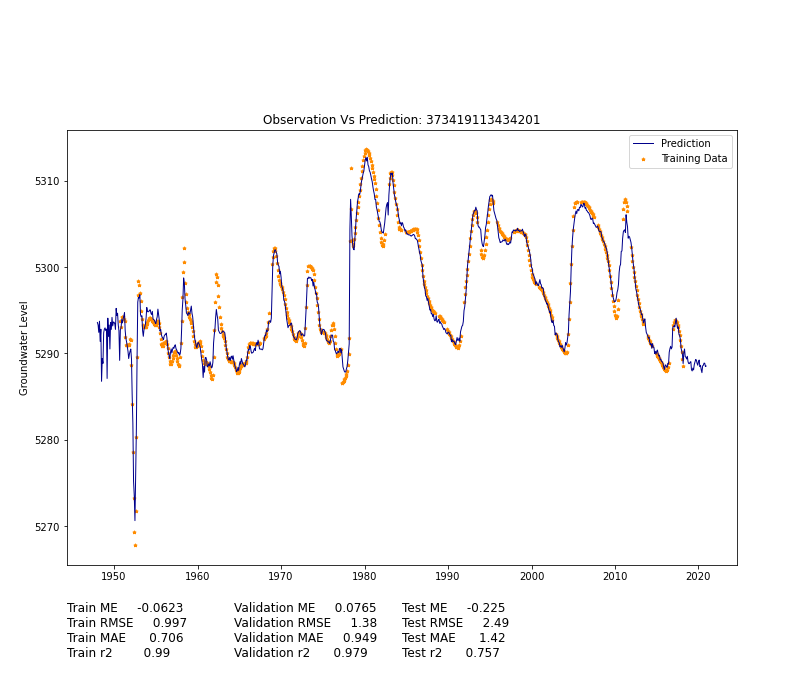 Observation Vs Prediction: 373419113434201
Prediction
Training Data
Groundwater Level
5310
5300
5290
5280
5270
1950 1960 1970 1980 1990 2000 2010 2020
Train ME -0.0623 Validation ME 0.0765 Test ME -0.225
Train RMSE 0.997 Validation RMSE 1.38 Test RMSE 2.49
Train MAE 0.706 Validation MAE 0.949 Test MAE 1.42
Train r2 0.99 Validation r2 0.979 Test r2 0.757